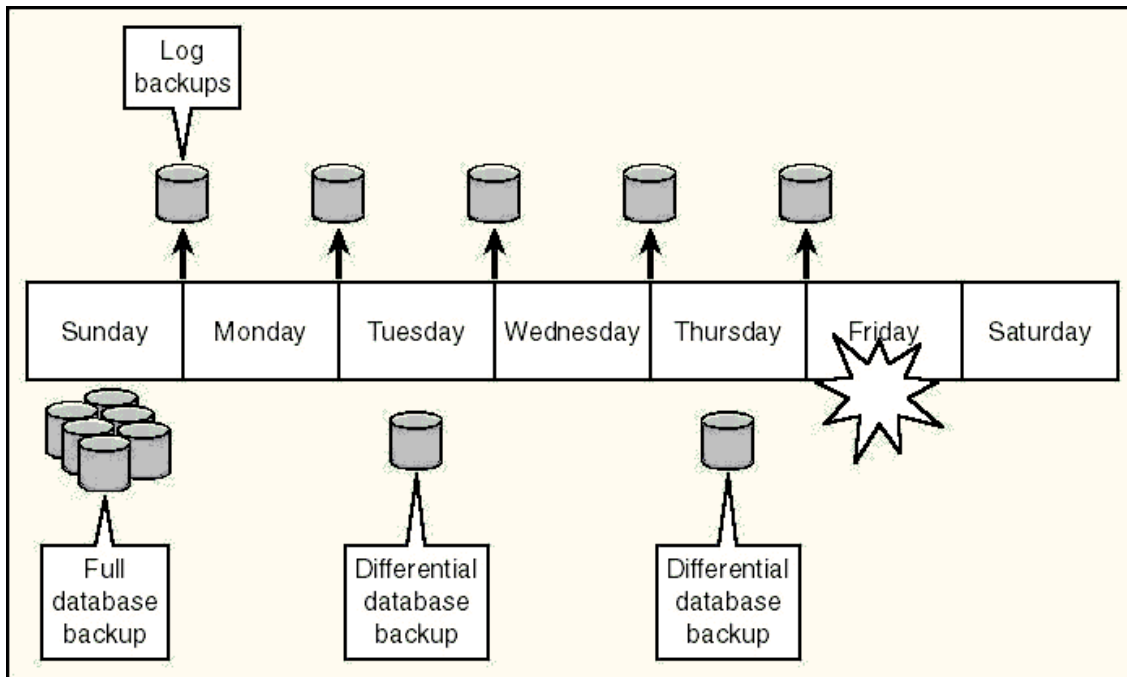 Log
backups
Sunday
Monday
Tuesday
Wednesday
Thursday
Friday
Saturday
Full
database
backup
Differential
database
backup
Differential
database
backup